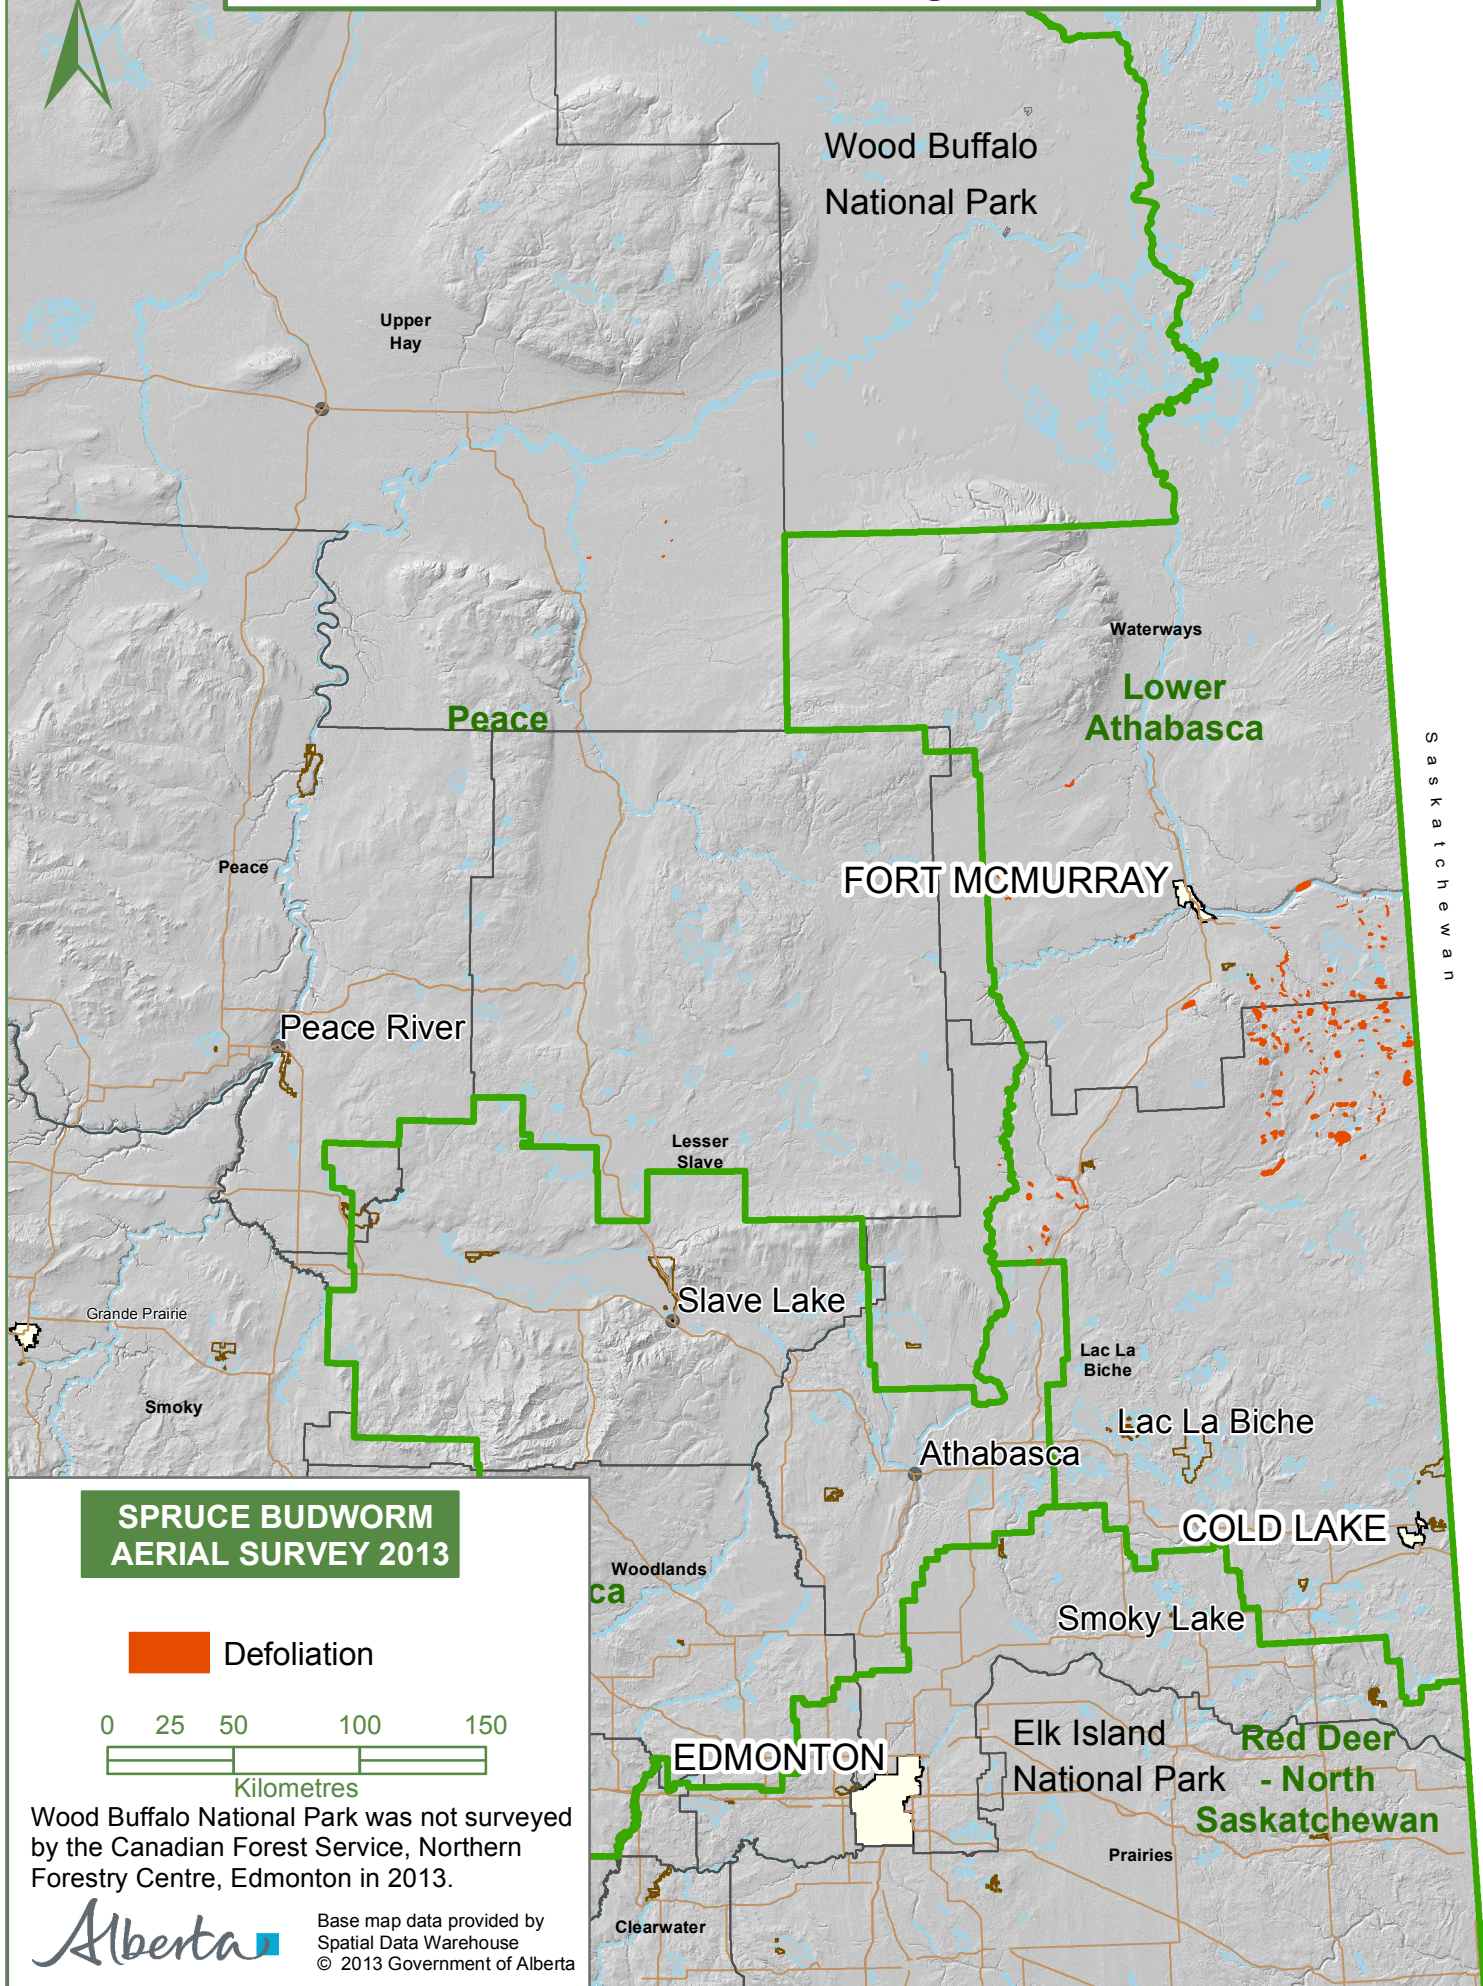 Wood Buffalo
National Park
Upper
Hay
Waterways
Lower
Athabasca
Peace
Saskatchewan
Peace
FORT MCMURRAY
Peace River
Lesser
Slave
Slave Lake
Grande Prairie
Lac La
Biche
Smoky
Lac La Biche
Athabasca
COLD LAKE
Woodlands
ca
Smoky Lake
EDMONTON
Elk Island
National Park
Red Deer
- North
Saskatchewan
Prairies
Clearwater
SPRUCE BUDWORM
AERIAL SURVEY 2013
Defoliation
0 25 50 100 150
Kilometres
Wood Buffalo National Park was not surveyed
by the Canadian Forest Service, Northern
Forestry Centre, Edmonton in 2013.
Alberta
Base map data provided by
Spatial Data Warehouse
© 2013 Government of Alberta